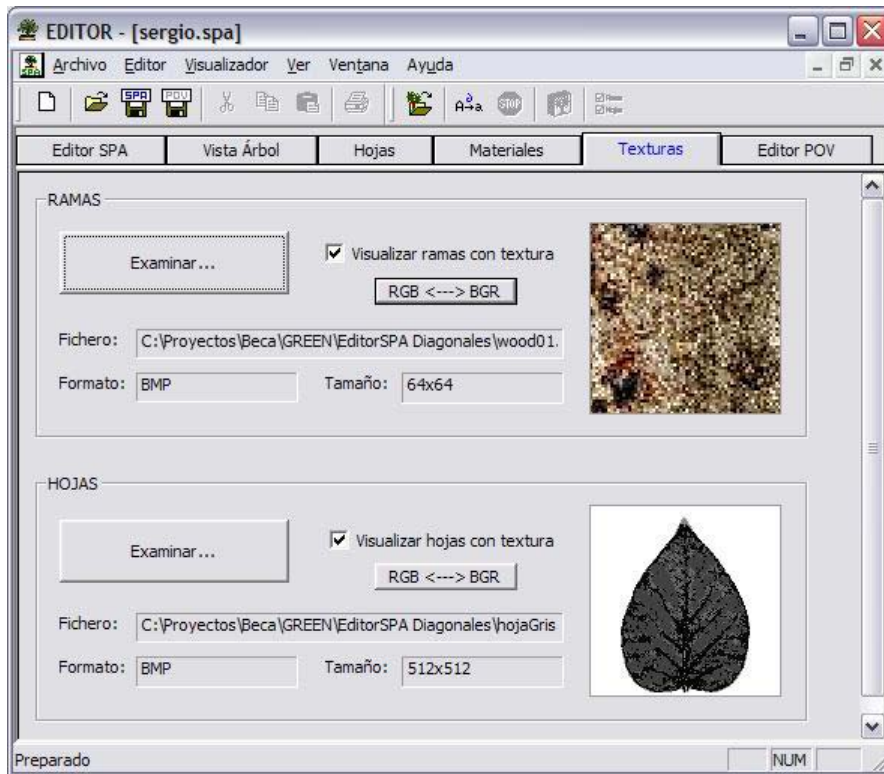 EDITOR - [sergio.spa]
SPA Archivo Editor Visualizador Ver Ventana Ayuda
SPA POV A→a STOP
Editor SPA Vista Árbol Hojas Materiales Texturas Editor POV
RAMAS
Examinar... Visualizar ramas con textura
RGB <---> BGR
Fichero: C:\Proyectos\Beca\GREEN\EditorSPA Diagonales\wood01.
Formato: BMP Tamaño: 64x64
HOJAS
Examinar... Visualizar hojas con textura
RGB <---> BGR
Fichero: C:\Proyectos\Beca\GREEN\EditorSPA Diagonales\hojaGris
Formato: BMP Tamaño: 512x512
Preparado NUM